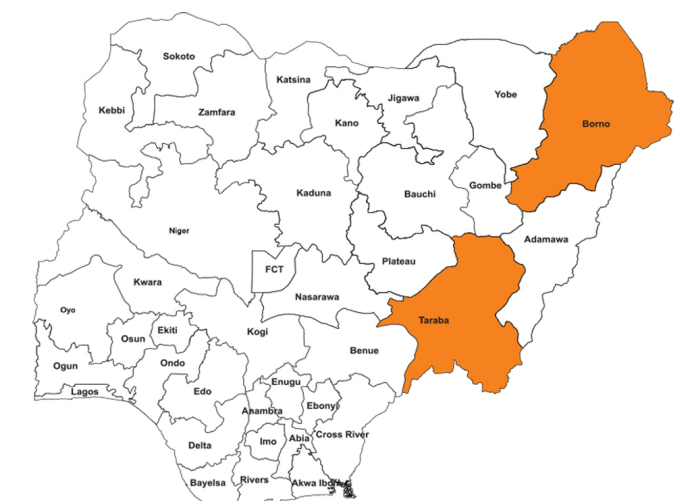 Sokoto
Katsina
Kebbi
Zamfara
Jigawa
Yobe
Kano
Borno
Kaduna
Bauchi
Gombe
Niger
Adamawa
FCT
Plateau
Kwara
Nasarawa
Oyo
Taraba
Ekiti
Kogi
Osun
Benue
Ogun
Ondo
Enugu
Lagos
Edo
Ebonyi
Anambra
Cross River
Abia
Imo
Delta
Rivers
Bayelsa
Akwa Ibom